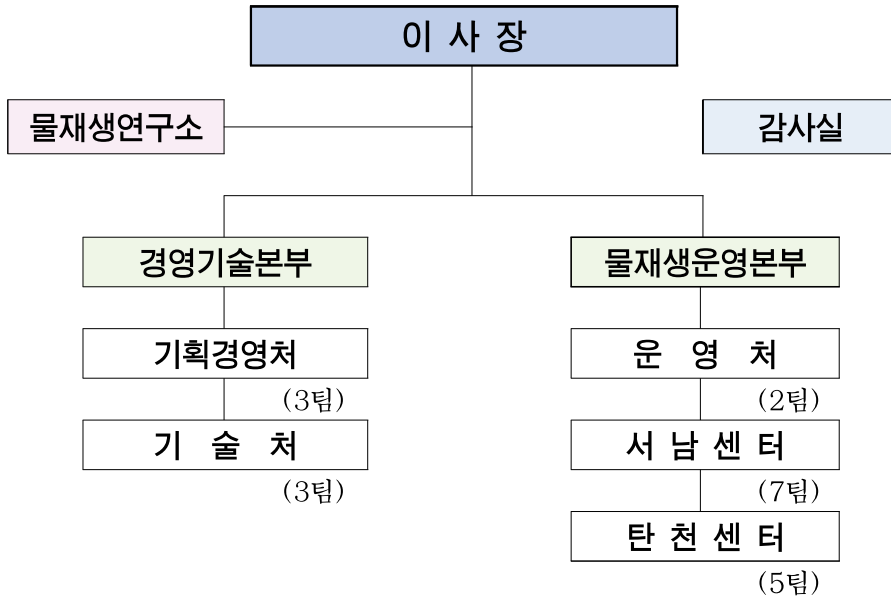 이 사 장
물재생연구소
감사실
경영기술본부
물재생운영본부
기획경영처
운 영 처
(3팀)
(2팀)
기 술 처
서 남 센 터
(3팀)
(7팀)
탄 천 센 터
(5팀)